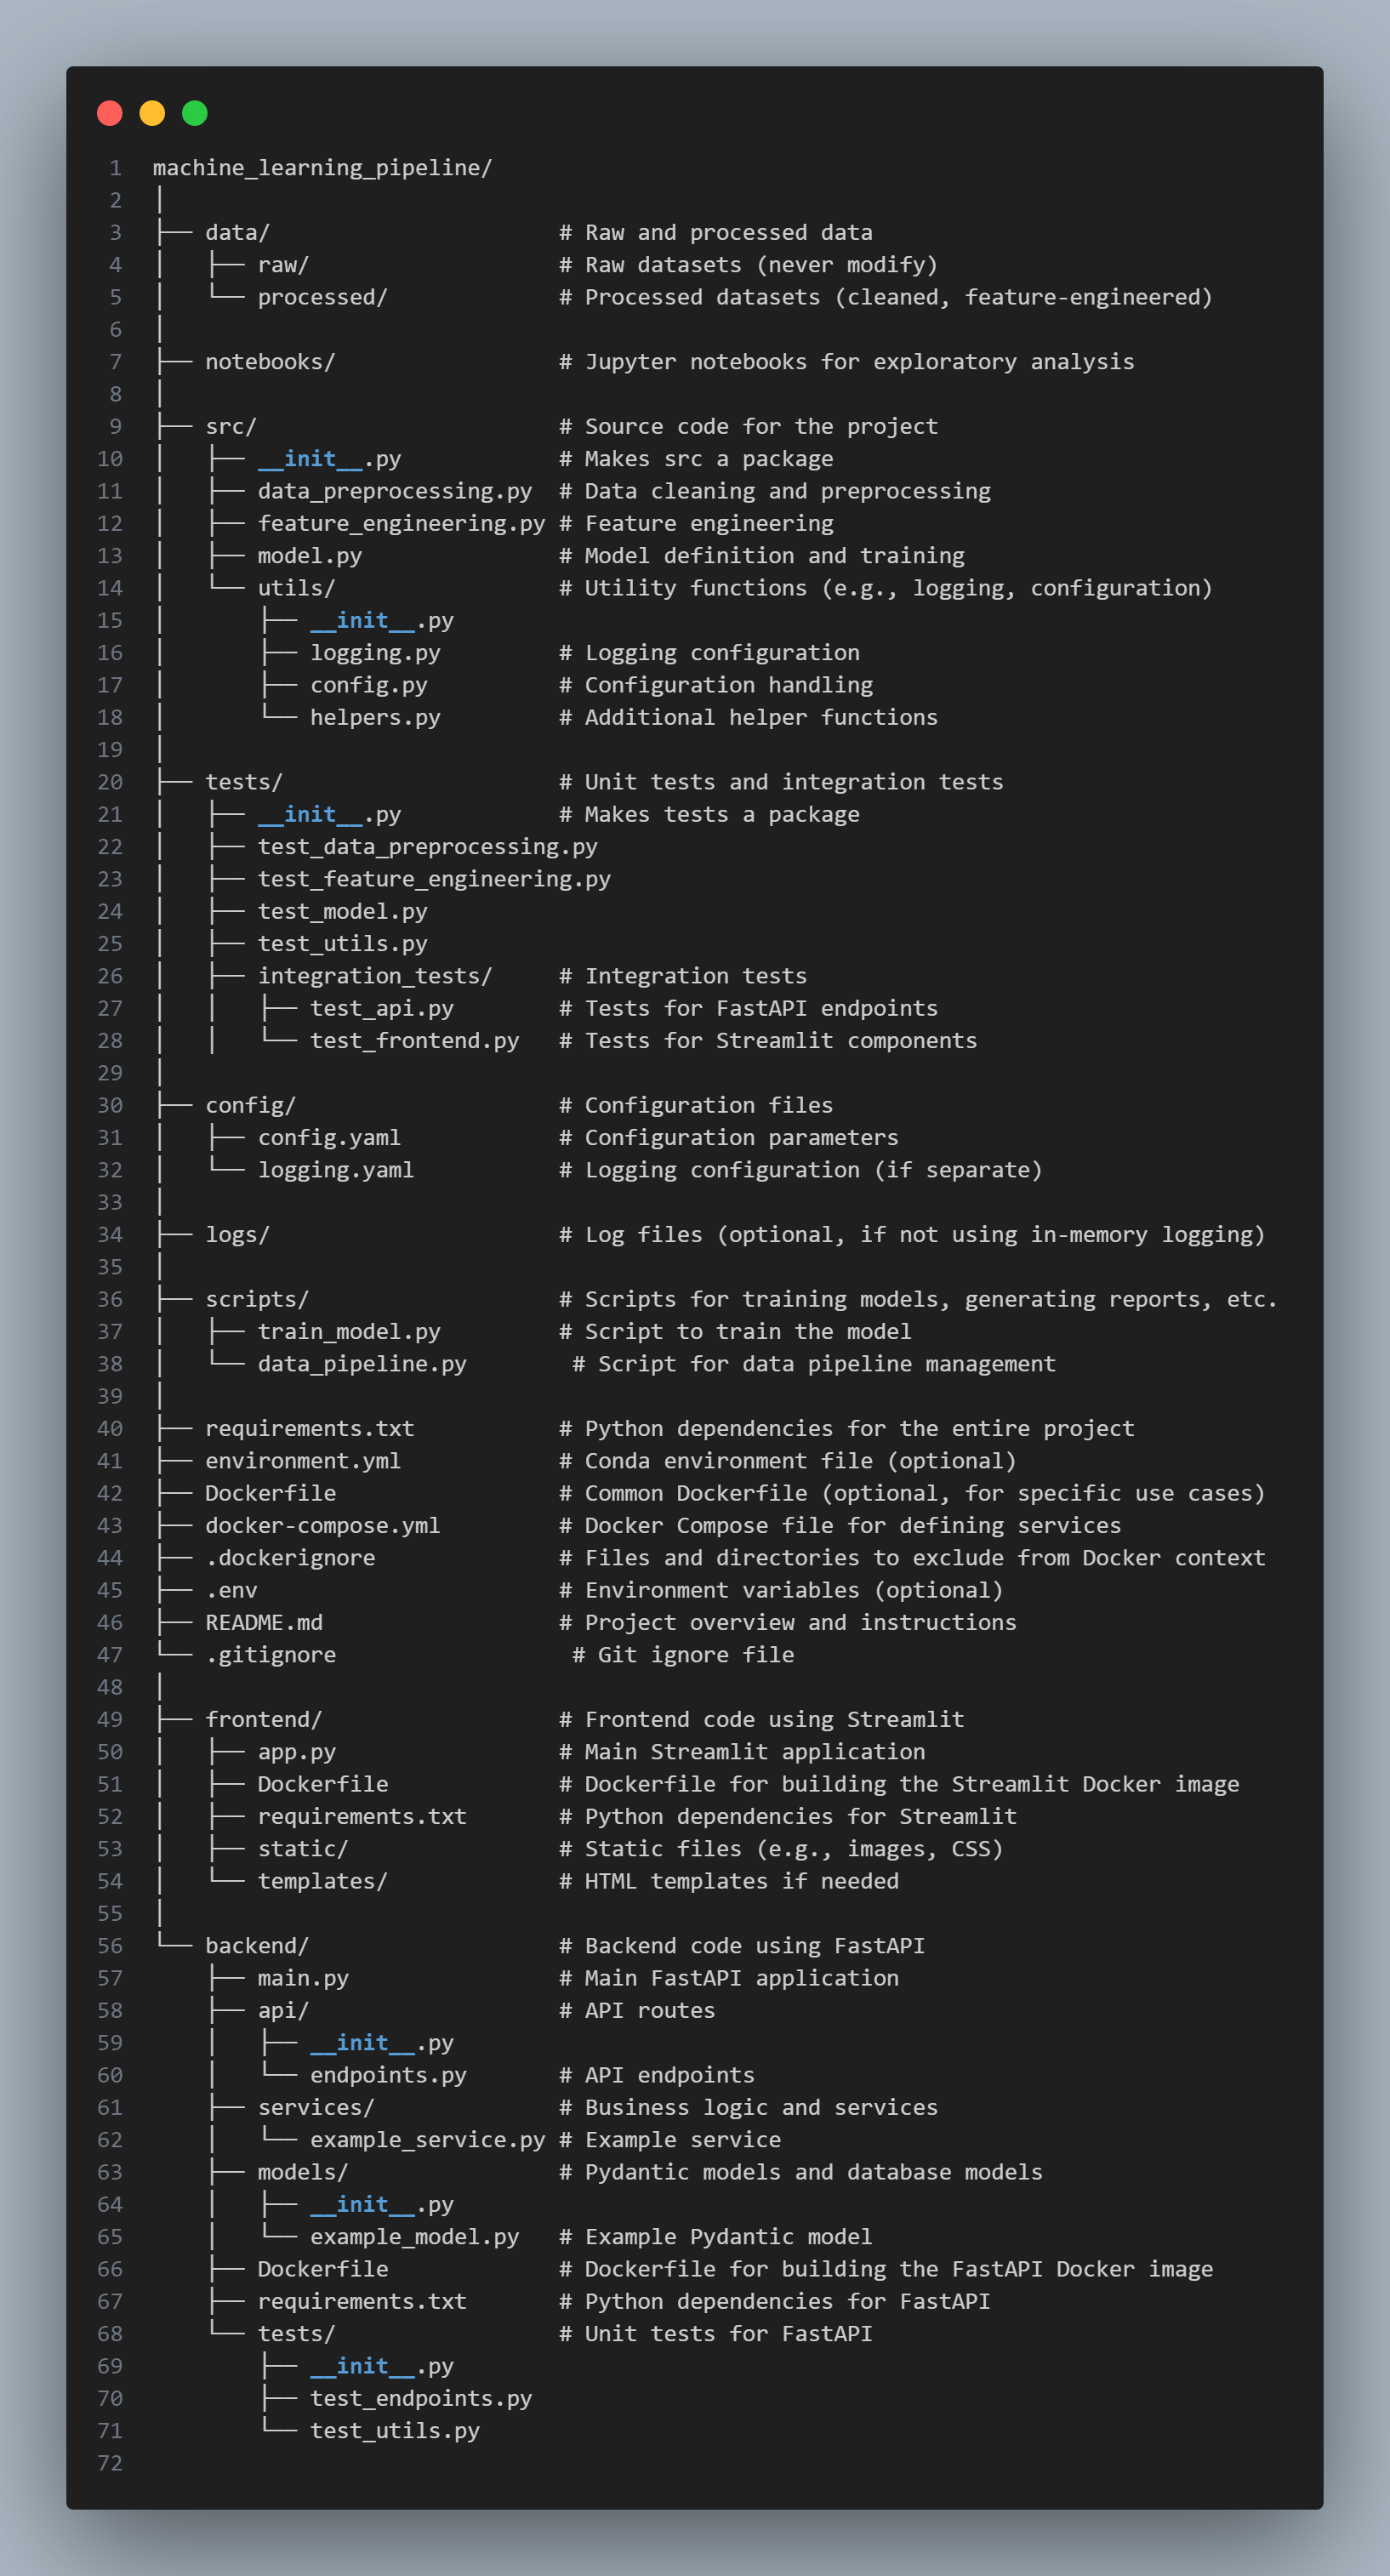 1 machine_learning_pipeline/
2 │
3 ├── data/                      # Raw and processed data
4 │   ├── raw/                   # Raw datasets (never modify)
5 │   └── processed/             # Processed datasets (cleaned, feature-engineered)
6 │
7 ├── notebooks/                 # Jupyter notebooks for exploratory analysis
8 │
9 ├── src/                       # Source code for the project
10 │   ├── __init__.py            # Makes src a package
11 │   ├── data_preprocessing.py  # Data cleaning and preprocessing
12 │   ├── feature_engineering.py # Feature engineering
13 │   ├── model.py               # Model definition and training
14 │   └── utils/                 # Utility functions (e.g., logging, configuration)
15 │       ├── __init__.py
16 │       ├── logging.py         # Logging configuration
17 │       ├── config.py          # Configuration handling
18 │       └── helpers.py         # Additional helper functions
19 │
20 ├── tests/                     # Unit tests and integration tests
21 │   ├── __init__.py            # Makes tests a package
22 │   ├── test_data_preprocessing.py
23 │   ├── test_feature_engineering.py
24 │   ├── test_model.py
25 │   ├── test_utils.py
26 │   ├── integration_tests/     # Integration tests
27 │   │   ├── test_api.py        # Tests for FastAPI endpoints
28 │   │   └── test_frontend.py   # Tests for Streamlit components
29 │
30 ├── config/                    # Configuration files
31 │   ├── config.yaml            # Configuration parameters
32 │   └── logging.yaml           # Logging configuration (if separate)
33 │
34 ├── logs/                      # Log files (optional, if not using in-memory logging)
35 │
36 ├── scripts/                   # Scripts for training models, generating reports, etc.
37 │   ├── train_model.py         # Script to train the model
38 │   └── data_pipeline.py        # Script for data pipeline management
39 │
40 ├── requirements.txt           # Python dependencies for the entire project
41 ├── environment.yml            # Conda environment file (optional)
42 ├── Dockerfile                 # Common Dockerfile (optional, for specific use cases)
43 ├── docker-compose.yml         # Docker Compose file for defining services
44 ├── .dockerignore              # Files and directories to exclude from Docker context
45 ├── .env                       # Environment variables (optional)
46 ├── README.md                  # Project overview and instructions
47 └── .gitignore                  # Git ignore file
48 │
49 ├── frontend/                  # Frontend code using Streamlit
50 │   ├── app.py                 # Main Streamlit application
51 │   ├── Dockerfile             # Dockerfile for building the Streamlit Docker image
52 │   ├── requirements.txt       # Python dependencies for Streamlit
53 │   ├── static/                # Static files (e.g., images, CSS)
54 │   └── templates/             # HTML templates if needed
55 │
56 └── backend/                   # Backend code using FastAPI
57     ├── main.py                # Main FastAPI application
58     ├── api/                   # API routes
59     │   ├── __init__.py
60     │   └── endpoints.py       # API endpoints
61     ├── services/              # Business logic and services
62     │   └── example_service.py # Example service
63     ├── models/                # Pydantic models and database models
64     │   ├── __init__.py
65     │   └── example_model.py   # Example Pydantic model
66     ├── Dockerfile             # Dockerfile for building the FastAPI Docker image
67     ├── requirements.txt       # Python dependencies for FastAPI
68     └── tests/                 # Unit tests for FastAPI
69         ├── __init__.py
70         ├── test_endpoints.py
71         └── test_utils.py
72